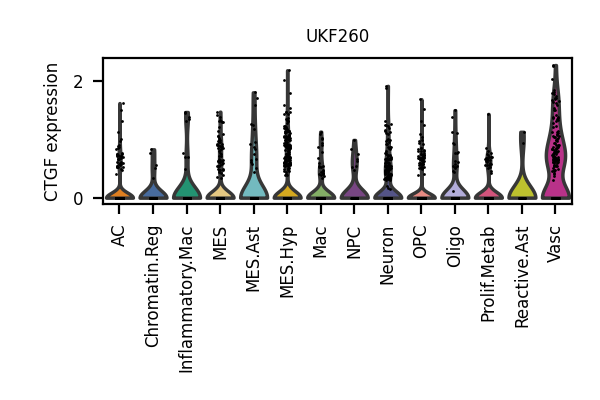 UKF260
CTGF expression
2
0
AC
Chromatin.Reg
Inflammatory.Mac
MES
MES.Ast
MES.Hyp
Mac
NPC
Neuron
OPC
Oligo
Prolif.Metab
Reactive.Ast
Vasc